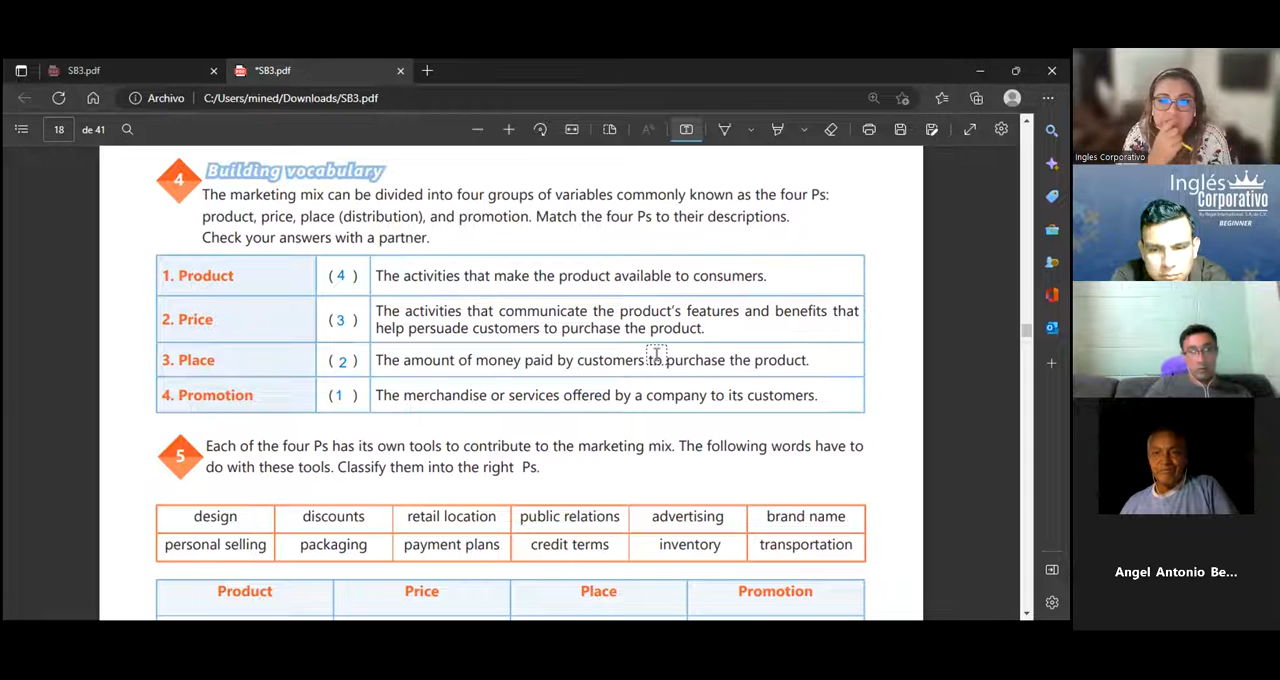 SB3.pdf
*SB3.pdf
Archivo C:/Users/mined/Downloads/SB3.pdf
18 de 41
4 Building vocabulary
The marketing mix can be divided into four groups of variables commonly known as the four Ps:
product, price, place (distribution), and promotion. Match the four Ps to their descriptions.
Check your answers with a partner.
1. Product ( 4 ) The activities that make the product available to consumers.
2. Price ( 3 ) The activities that communicate the product's features and benefits that
help persuade customers to purchase the product.
3. Place ( 2 ) The amount of money paid by customers to purchase the product.
4. Promotion ( 1 ) The merchandise or services offered by a company to its customers.
5 Each of the four Ps has its own tools to contribute to the marketing mix. The following words have to
do with these tools. Classify them into the right Ps.
design discounts retail location public relations advertising brand name
personal selling packaging payment plans credit terms inventory transportation
Product Price Place Promotion
Ingles Corporativo
Inglés
Corporativo
BEGINNER
Angel Antonio Be...